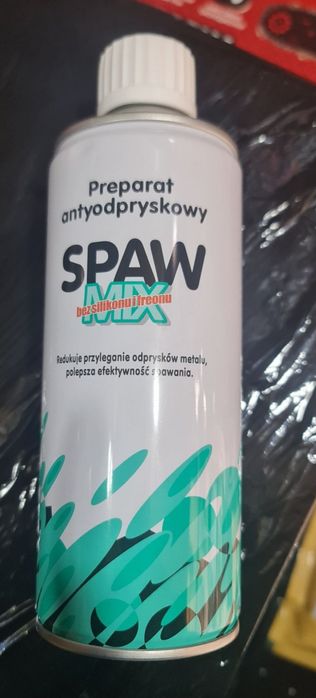 Preparat
antyodpryskowy
SPAW
MIX
bez silikonu i freonu
Redukuje przyleganie odprysków metalu,
polepsza efektywność spawania.